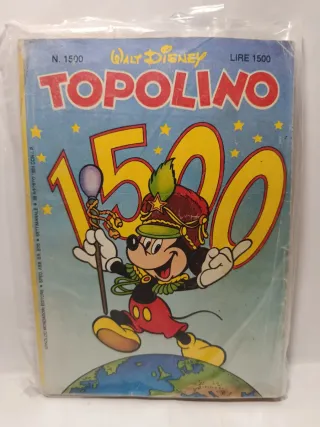 N. 1500
WALT DISNEY
LIRE 1500
TOPOLINO
1500